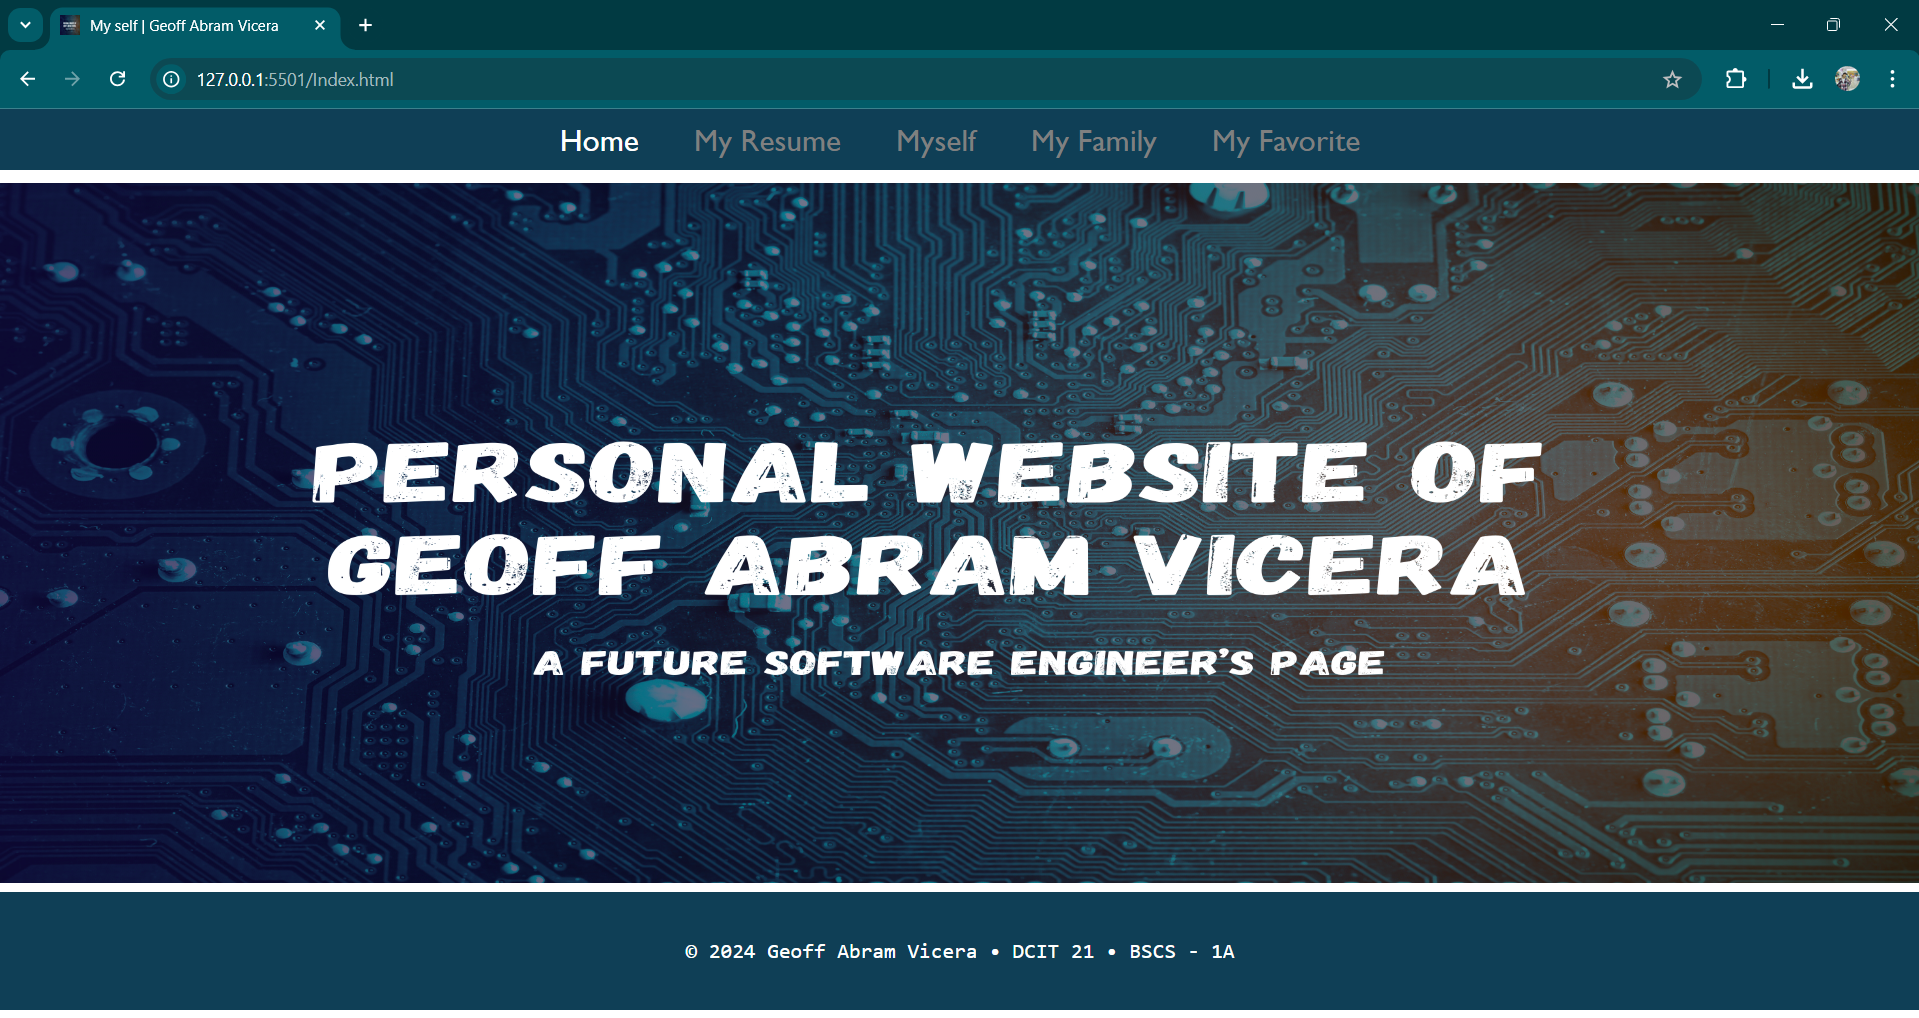 My self | Geoff Abram Vicera
127.0.0.1:5501/Index.html
Home My Resume Myself My Family My Favorite
PERSONAL WEBSITE OF
GEOFF ABRAM VICERA
A FUTURE SOFTWARE ENGINEER'S PAGE
© 2024 Geoff Abram Vicera • DCIT 21 • BSCS - 1A